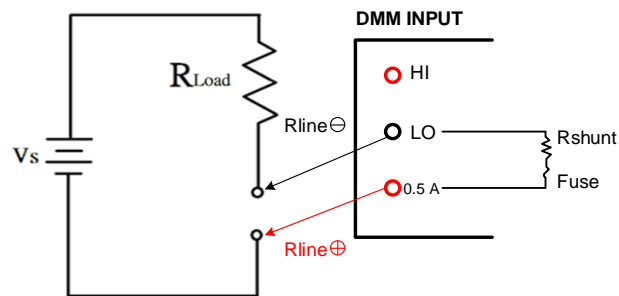 DMM INPUT
HI
RLoad
Rline⊖
LO
Rshunt
Vs
Fuse
0.5 A
Rline⊕